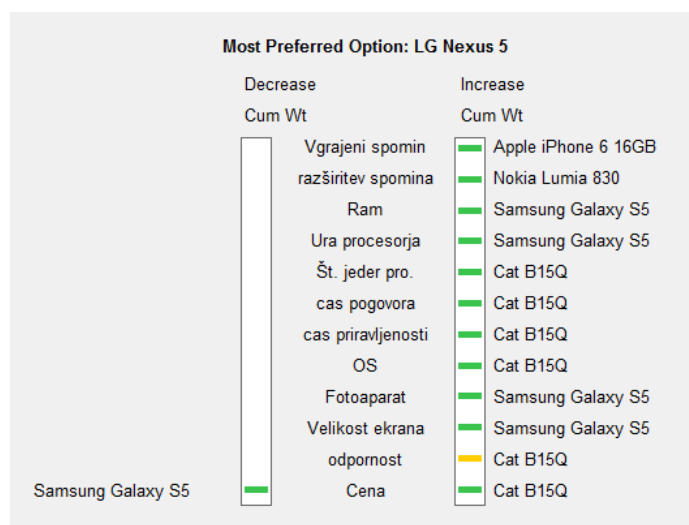 Most Preferred Option: LG Nexus 5
Decrease Increase
Cum Wt Cum Wt
Vgrajeni spomin Apple iPhone 6 16GB
razširitev spomina Nokia Lumia 830
Ram Samsung Galaxy S5
Ura procesorja Samsung Galaxy S5
Št. jeder pro. Cat B15Q
cas pogovora Cat B15Q
cas priravljenosti Cat B15Q
OS Cat B15Q
Fotoaparat Samsung Galaxy S5
Velikost ekrana Samsung Galaxy S5
odpornost Cat B15Q
Samsung Galaxy S5 Cena Cat B15Q